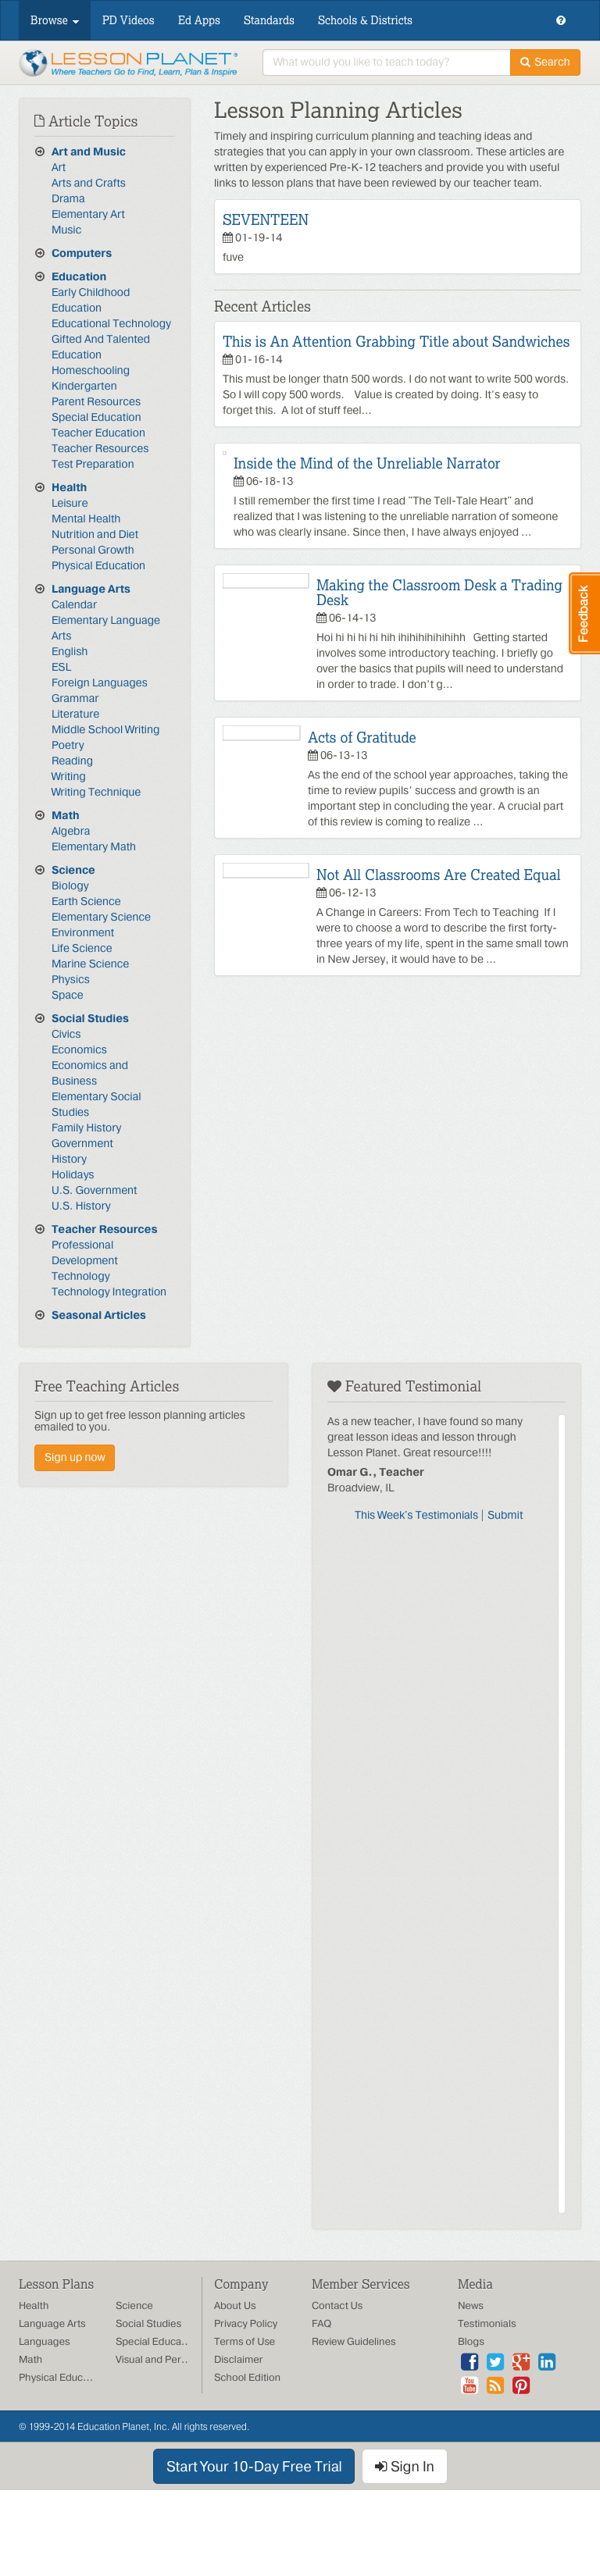 Browse
PD Videos
Ed Apps
Standards
Schools & Districts
LESSONPLANET®
Where Teachers Go to Find, Learn, Plan & Inspire
What would you like to teach today?
Search
Article Topics
Art and Music
Art
Arts and Crafts
Drama
Elementary Art
Music
Computers
Education
Early Childhood
Education
Educational Technology
Gifted And Talented
Education
Homeschooling
Kindergarten
Parent Resources
Special Education
Teacher Education
Teacher Resources
Test Preparation
Health
Leisure
Mental Health
Nutrition and Diet
Personal Growth
Physical Education
Language Arts
Calendar
Elementary Language
Arts
English
ESL
Foreign Languages
Grammar
Literature
Middle School Writing
Poetry
Reading
Writing
Writing Technique
Math
Algebra
Elementary Math
Science
Biology
Earth Science
Elementary Science
Environment
Life Science
Marine Science
Physics
Space
Social Studies
Civics
Economics
Economics and
Business
Elementary Social
Studies
Family History
Government
History
Holidays
U.S. Government
U.S. History
Teacher Resources
Professional
Development
Technology
Technology Integration
Seasonal Articles
Lesson Planning Articles
Timely and inspiring curriculum planning and teaching ideas and
strategies that you can apply in your own classroom. These articles are
written by experienced Pre-K-12 teachers and provide you with useful
links to lesson plans that have been reviewed by our teacher team.
SEVENTEEN
01-19-14
fuve
Recent Articles
This is An Attention Grabbing Title about Sandwiches
01-16-14
This must be longer thatn 500 words. I do not want to write 500 words.
So I will copy 500 words. Value is created by doing. It's easy to
forget this. A lot of stuff feel...
Inside the Mind of the Unreliable Narrator
06-18-13
I still remember the first time I read "The Tell-Tale Heart" and
realized that I was listening to the unreliable narration of someone
who was clearly insane. Since then, I have always enjoyed ...
Making the Classroom Desk a Trading
Desk
06-14-13
Hoi hi hi hi hi hih ihihihihihihihh Getting started
involves some introductory teaching. I briefly go
over the basics that pupils will need to understand
in order to trade. I don't g...
Acts of Gratitude
06-13-13
As the end of the school year approaches, taking the
time to review pupils' success and growth is an
important step in concluding the year. A crucial part
of this review is coming to realize ...
Not All Classrooms Are Created Equal
06-12-13
A Change in Careers: From Tech to Teaching If I
were to choose a word to describe the first forty-
three years of my life, spent in the same small town
in New Jersey, it would have to be ...
Feedback
Free Teaching Articles
Sign up to get free lesson planning articles
emailed to you.
Sign up now
Featured Testimonial
As a new teacher, I have found so many
great lesson ideas and lesson through
Lesson Planet. Great resource!!!!
Omar G., Teacher
Broadview, IL
This Week's Testimonials | Submit
Lesson Plans
Health
Language Arts
Languages
Math
Physical Educ...
Science
Social Studies
Special Educa..
Visual and Per..
Company
About Us
Privacy Policy
Terms of Use
Disclaimer
School Edition
Member Services
Contact Us
FAQ
Review Guidelines
Media
News
Testimonials
Blogs
© 1999-2014 Education Planet, Inc. All rights reserved.
Start Your 10-Day Free Trial
Sign In